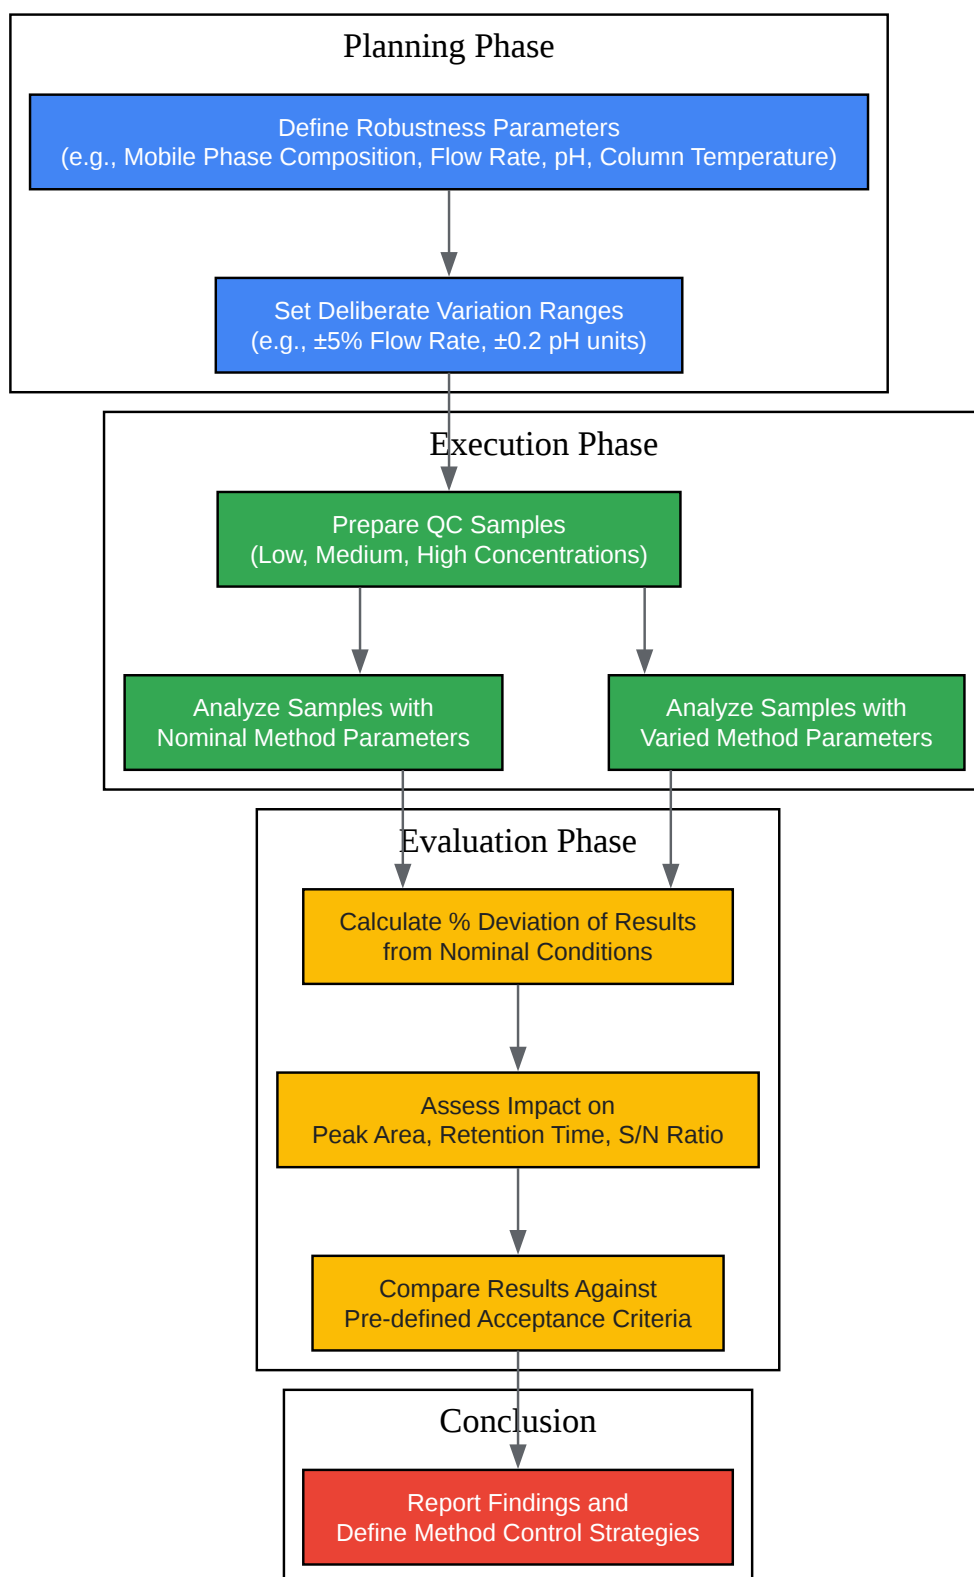 Planning Phase
Define Robustness Parameters
(e.g., Mobile Phase Composition, Flow Rate, pH, Column Temperature)
Set Deliberate Variation Ranges
(e.g., ±5% Flow Rate, ±0.2 pH units)
Execution Phase
Prepare QC Samples
(Low, Medium, High Concentrations)
Analyze Samples with
Nominal Method Parameters
Analyze Samples with
Varied Method Parameters
Evaluation Phase
Calculate % Deviation of Results
from Nominal Conditions
Assess Impact on
Peak Area, Retention Time, S/N Ratio
Compare Results Against
Pre-defined Acceptance Criteria
Conclusion
Report Findings and
Define Method Control Strategies